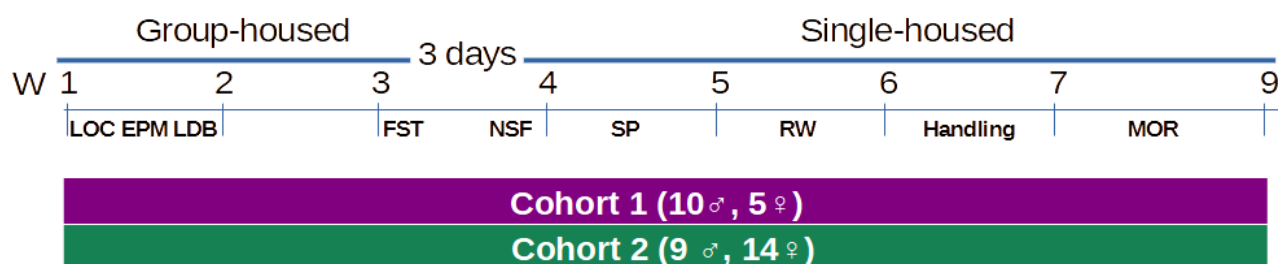 Group-housed Single-housed
3 days
W 1 2 3 4 5 6 7 9
LOC EPM LDB FST NSF SP RW Handling MOR
Cohort 1 (10♂, 5♀)
Cohort 2 (9 ♂, 14♀)